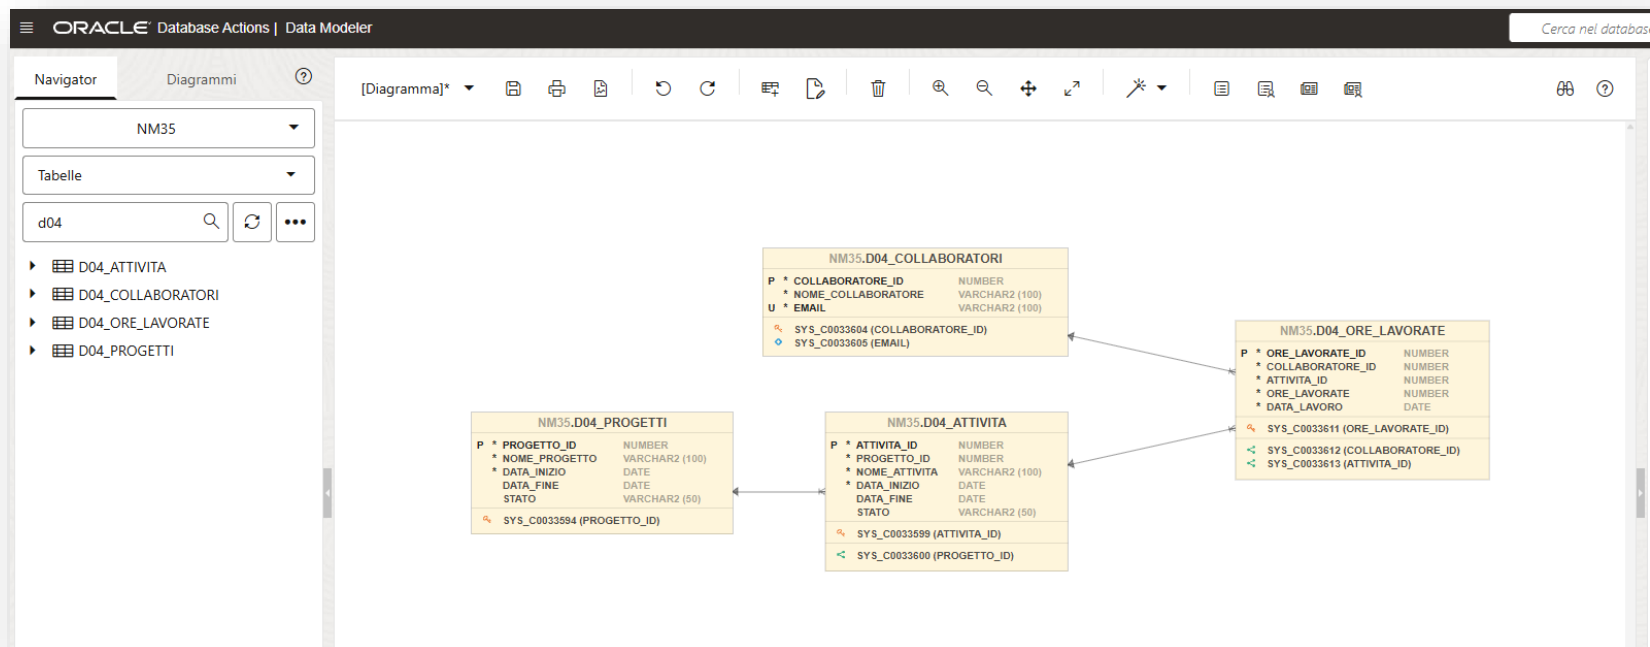 ORACLE Database Actions | Data Modeler
Cerca nel databas
Navigator
Diagrammi
NM35
Tabelle
d04
D04_ATTIVITA
D04_COLLABORATORI
D04_ORE_LAVORATE
D04_PROGETTI
[Diagramma]*
NM35.D04_COLLABORATORI
P * COLLABORATORE_ID NUMBER
* NOME_COLLABORATORE VARCHAR2 (100)
U * EMAIL VARCHAR2 (100)
SYS_C0033604 (COLLABORATORE_ID)
SYS_C0033605 (EMAIL)
NM35.D04_ORE_LAVORATE
P * ORE_LAVORATE_ID NUMBER
* COLLABORATORE_ID NUMBER
* ATTIVITA_ID NUMBER
* ORE_LAVORATE NUMBER
* DATA_LAVORO DATE
SYS_C0033611 (ORE_LAVORATE_ID)
SYS_C0033612 (COLLABORATORE_ID)
SYS_C0033613 (ATTIVITA_ID)
NM35.D04_PROGETTI
P * PROGETTO_ID NUMBER
* NOME_PROGETTO VARCHAR2 (100)
* DATA_INIZIO DATE
DATA_FINE DATE
STATO VARCHAR2 (50)
SYS_C0033594 (PROGETTO_ID)
NM35.D04_ATTIVITA
P * ATTIVITA_ID NUMBER
* PROGETTO_ID NUMBER
* NOME_ATTIVITA VARCHAR2 (100)
* DATA_INIZIO DATE
DATA_FINE DATE
STATO VARCHAR2 (50)
SYS_C0033599 (ATTIVITA_ID)
SYS_C0033600 (PROGETTO_ID)